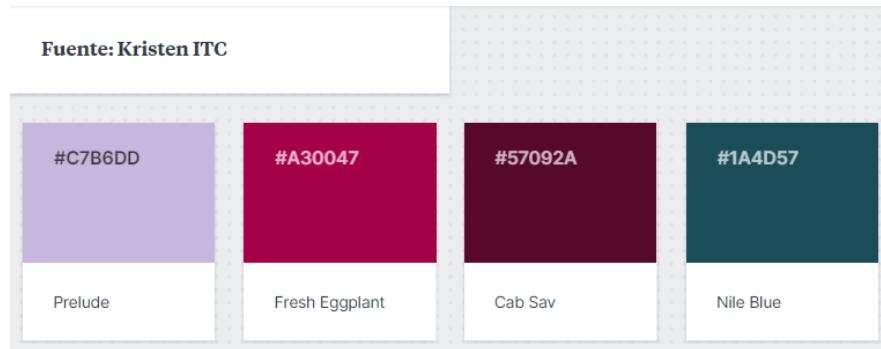 Fuente: Kristen ITC
#C7B6DD
#A30047
#57092A
#1A4D57
Prelude
Fresh Eggplant
Cab Sav
Nile Blue